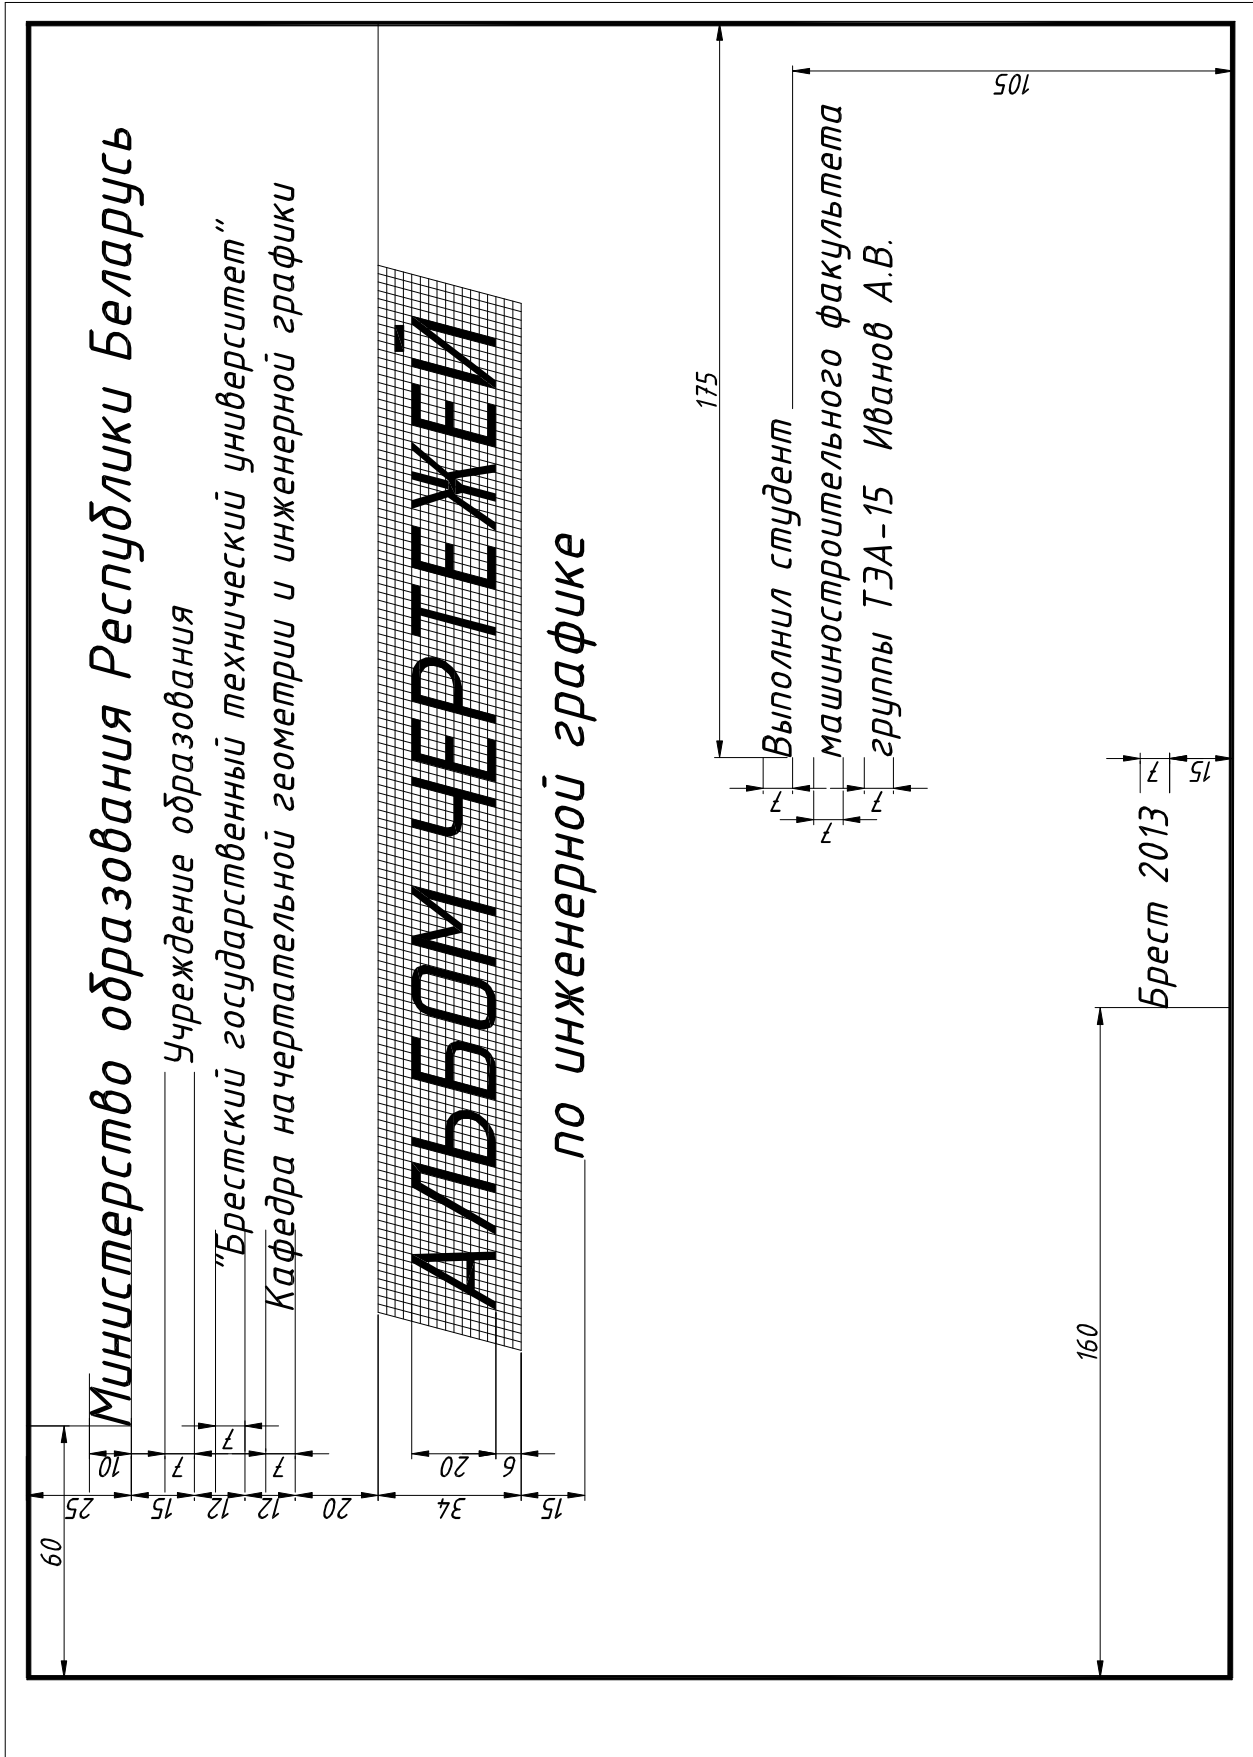 Министерство образования Республики Беларусь
Учреждение образования
"Брестский государственный технический университет"
Кафедра начертательной геометрии и инженерной графики
АЛЬБОМ ЧЕРТЕЖЕЙ
по инженерной графике
Выполнил студент
машиностроительного факультета
группы ТЭА-15 Иванов А.В.
Брест 2013
60
25
10
15
7
12
7
12
7
20
34
20
6
15
175
105
7
7
7
7
15
160